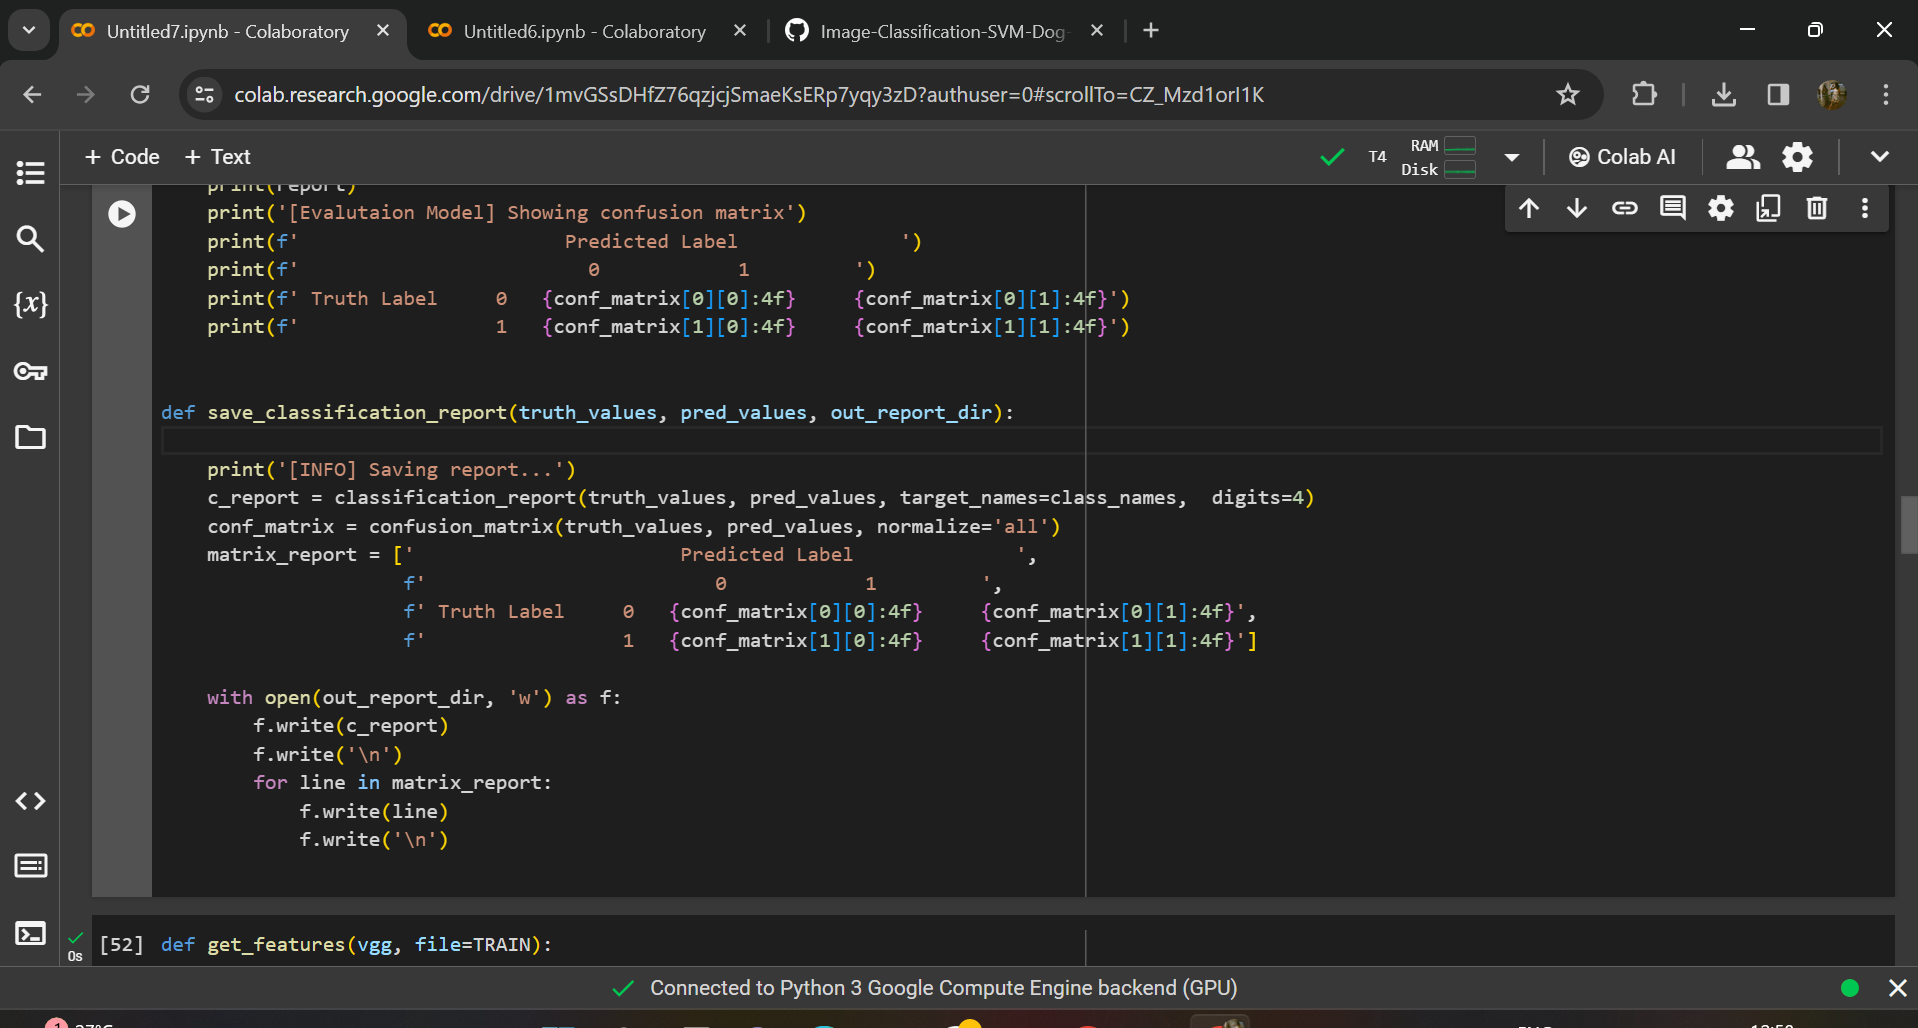 Untitled7.ipynb - Colaboratory
Untitled6.ipynb - Colaboratory
Image-Classification-SVM-Dog-
colab.research.google.com/drive/1mvGSsDHfZ76qzjcjSmaeKsERp7yqy3zD?authuser=0#scrollTo=CZ_Mzd1orI1K
+ Code + Text
T4 RAM Disk
Colab AI
print(report)
print('[Evalutaion Model] Showing confusion matrix')
print(f'                       Predicted Label              ')
print(f'                         0            1         ')
print(f' Truth Label     0   {conf_matrix[0][0]:4f}     {conf_matrix[0][1]:4f}')
print(f'                 1   {conf_matrix[1][0]:4f}     {conf_matrix[1][1]:4f}')
def save_classification_report(truth_values, pred_values, out_report_dir):
print('[INFO] Saving report...')
c_report = classification_report(truth_values, pred_values, target_names=class_names,  digits=4)
conf_matrix = confusion_matrix(truth_values, pred_values, normalize='all')
matrix_report = ['                       Predicted Label              ',
f'                         0            1         ',
f' Truth Label     0   {conf_matrix[0][0]:4f}     {conf_matrix[0][1]:4f}',
f'                 1   {conf_matrix[1][0]:4f}     {conf_matrix[1][1]:4f}']
with open(out_report_dir, 'w') as f:
f.write(c_report)
f.write('\n')
for line in matrix_report:
f.write(line)
f.write('\n')
0s [52] def get_features(vgg, file=TRAIN):
Connected to Python 3 Google Compute Engine backend (GPU)